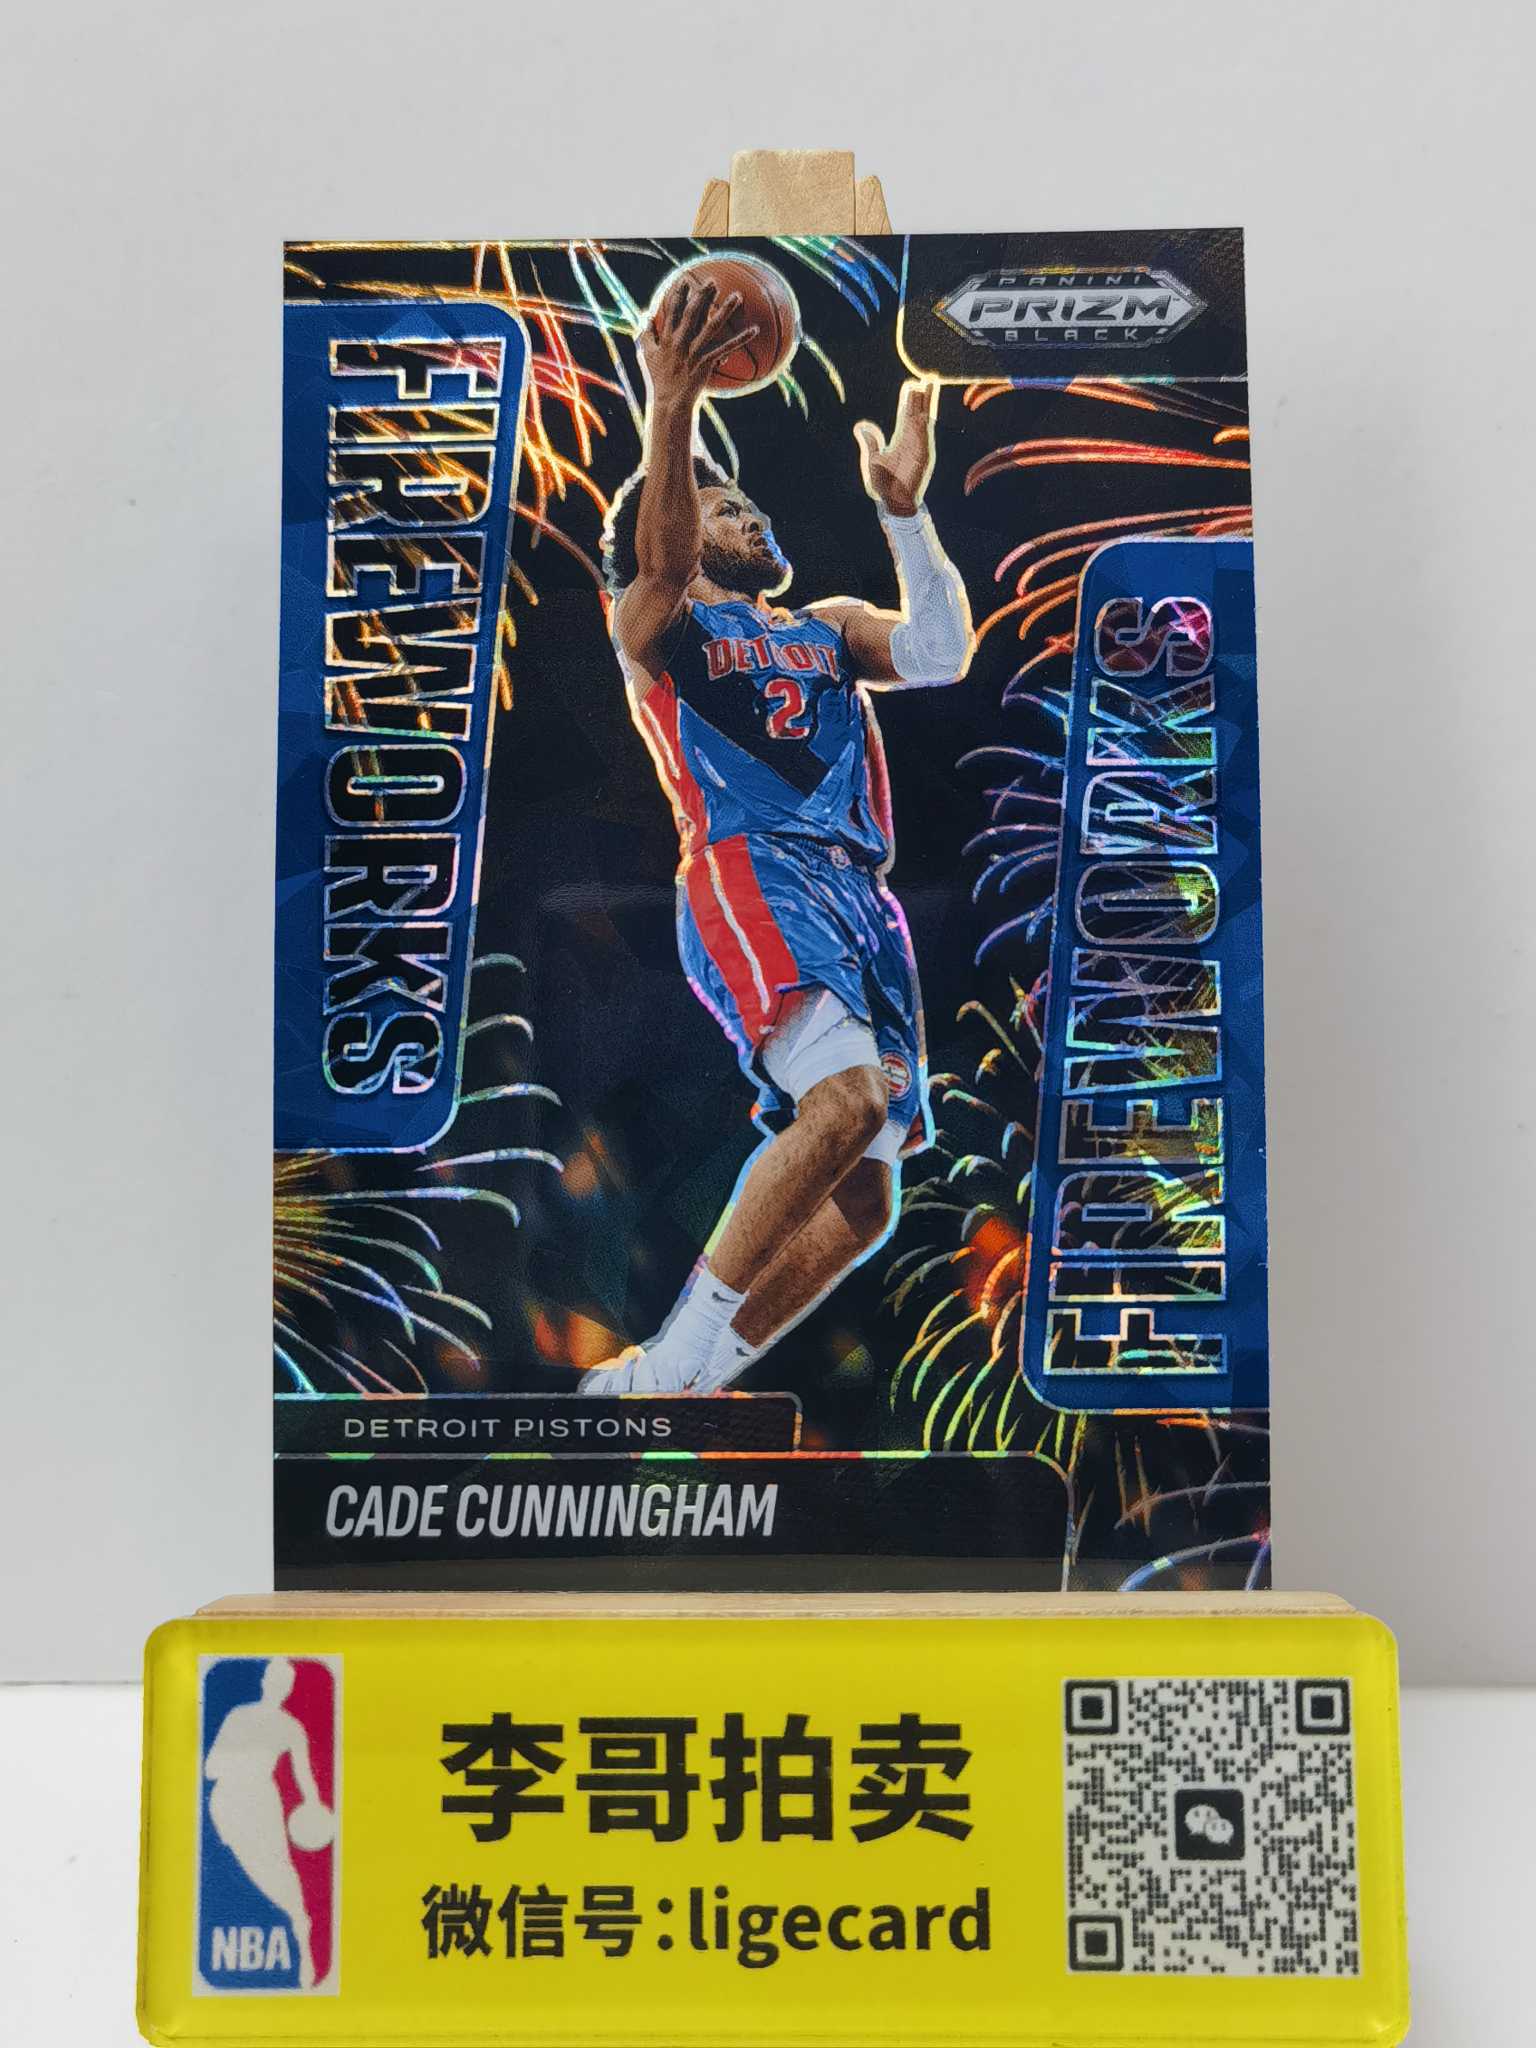 PANINI
PRIZM
BLACK
FIREWORKS
FIREWORKS
DETROIT
2
DETROIT PISTONS
CADE CUNNINGHAM
NBA
李哥拍卖
微信号:ligecard